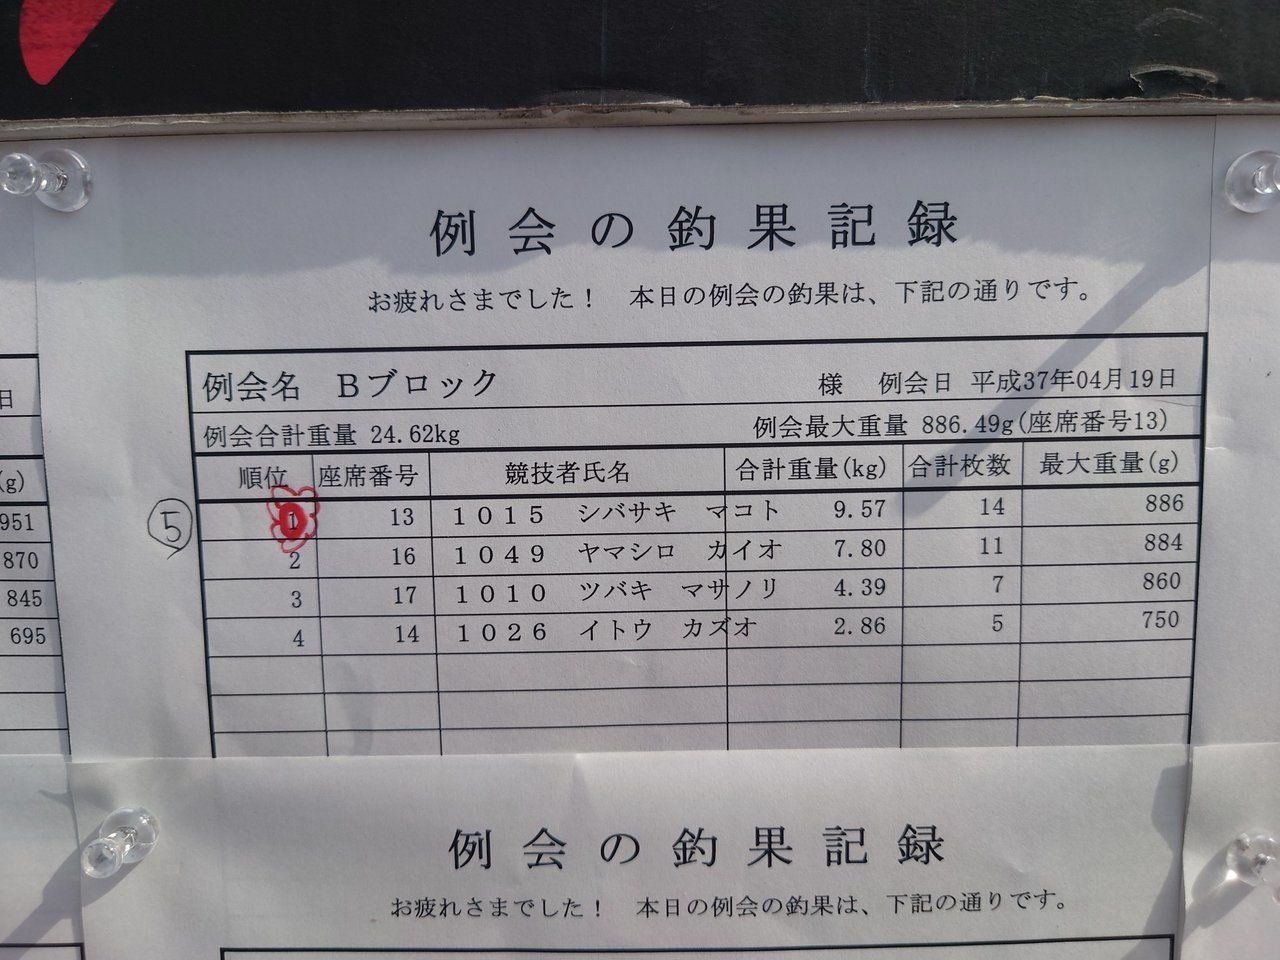 例会の釣果記録
お疲れさまでした！　本日の例会の釣果は、下記の通りです。
例会名　Bブロック　様　例会日　平成37年04月19日
例会合計重量 24.62kg　例会最大重量 886.49g(座席番号13)
順位　座席番号　競技者氏名　合計重量(kg)　合計枚数　最大重量(g)
⑤　1　13　１０１５　シバサキ　マコト　9.57　14　886
2　16　１０４９　ヤマシロ　カイオ　7.80　11　884
3　17　１０１０　ツバキ　マサノリ　4.39　7　860
4　14　１０２６　イトウ　カズオ　2.86　5　750
日
(g)
951
870
845
695
例会の釣果記録
お疲れさまでした！　本日の例会の釣果は、下記の通りです。